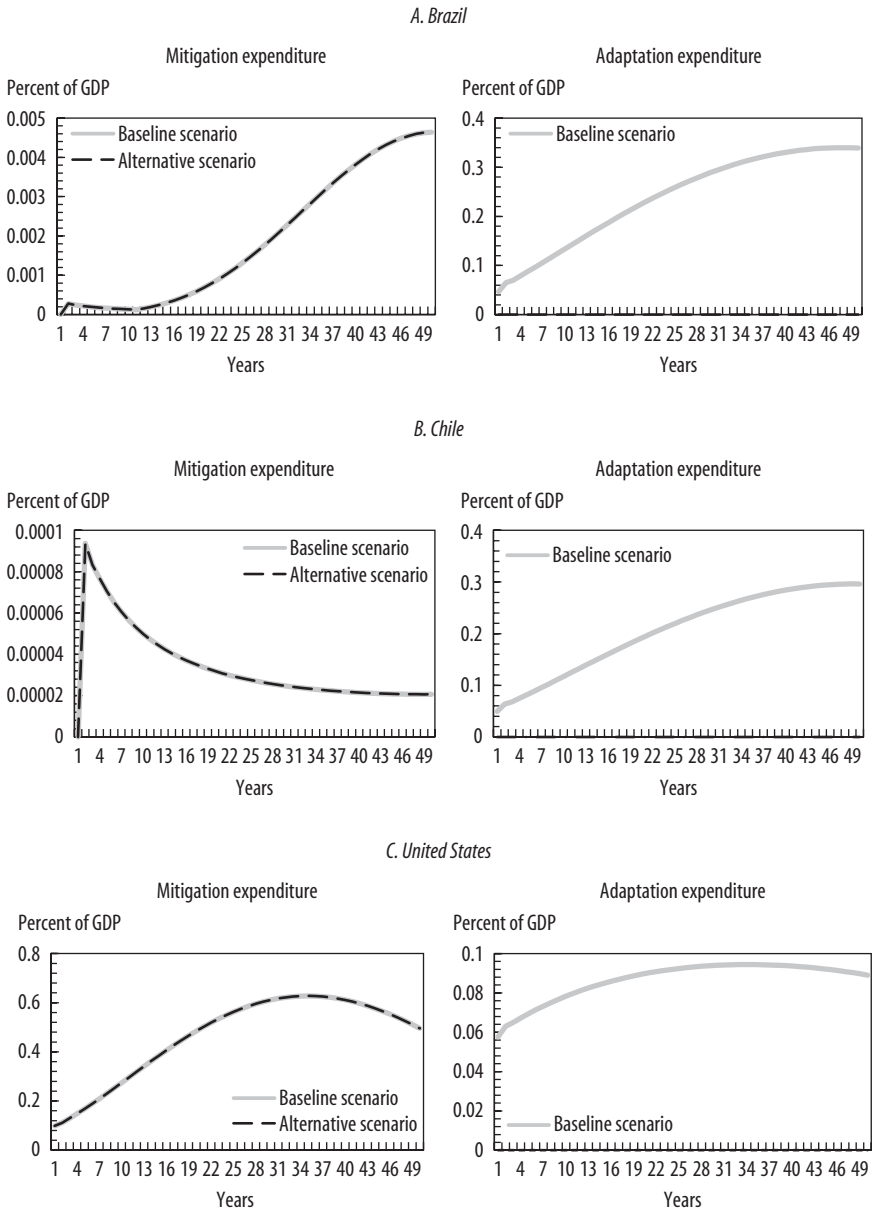 A. Brazil
Mitigation expenditure
Percent of GDP
0.005
0.004
0.003
0.002
0.001
0
Baseline scenario
Alternative scenario
1 4 7 10 13 16 19 22 25 28 31 34 37 40 43 46 49
Years
Adaptation expenditure
Percent of GDP
0.4
0.3
0.2
0.1
0
Baseline scenario
1 4 7 10 13 16 19 22 25 28 31 34 37 40 43 46 49
Years
B. Chile
Mitigation expenditure
Percent of GDP
0.0001
0.00008
0.00006
0.00004
0.00002
0
Baseline scenario
Alternative scenario
1 4 7 10 13 16 19 22 25 28 31 34 37 40 43 46 49
Years
Adaptation expenditure
Percent of GDP
0.4
0.3
0.2
0.1
0
Baseline scenario
1 4 7 10 13 16 19 22 25 28 31 34 37 40 43 46 49
Years
C. United States
Mitigation expenditure
Percent of GDP
0.8
0.6
0.4
0.2
0
Baseline scenario
Alternative scenario
1 4 7 10 13 16 19 22 25 28 31 34 37 40 43 46 49
Years
Adaptation expenditure
Percent of GDP
0.1
0.08
0.06
0.04
0.02
0
Baseline scenario
1 4 7 10 13 16 19 22 25 28 31 34 37 40 43 46 49
Years